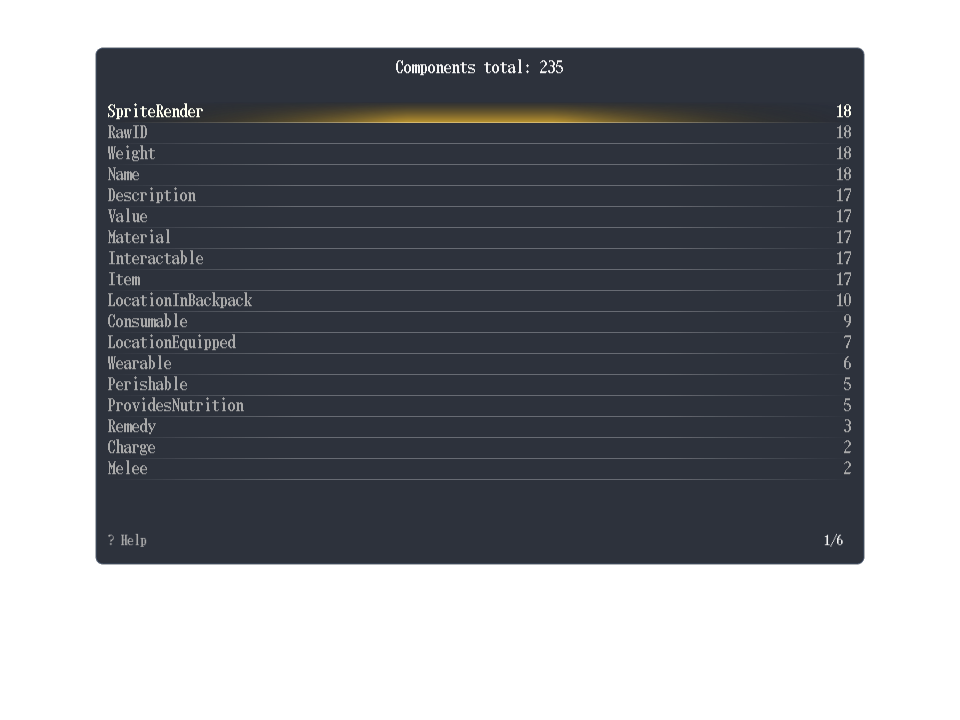 Components total: 235
SpriteRender 18
RawID 18
Weight 18
Name 18
Description 17
Value 17
Material 17
Interactable 17
Item 17
LocationInBackpack 10
Consumable 9
LocationEquipped 7
Wearable 6
Perishable 5
ProvidesNutrition 5
Remedy 3
Charge 2
Melee 2
? Help 1/6